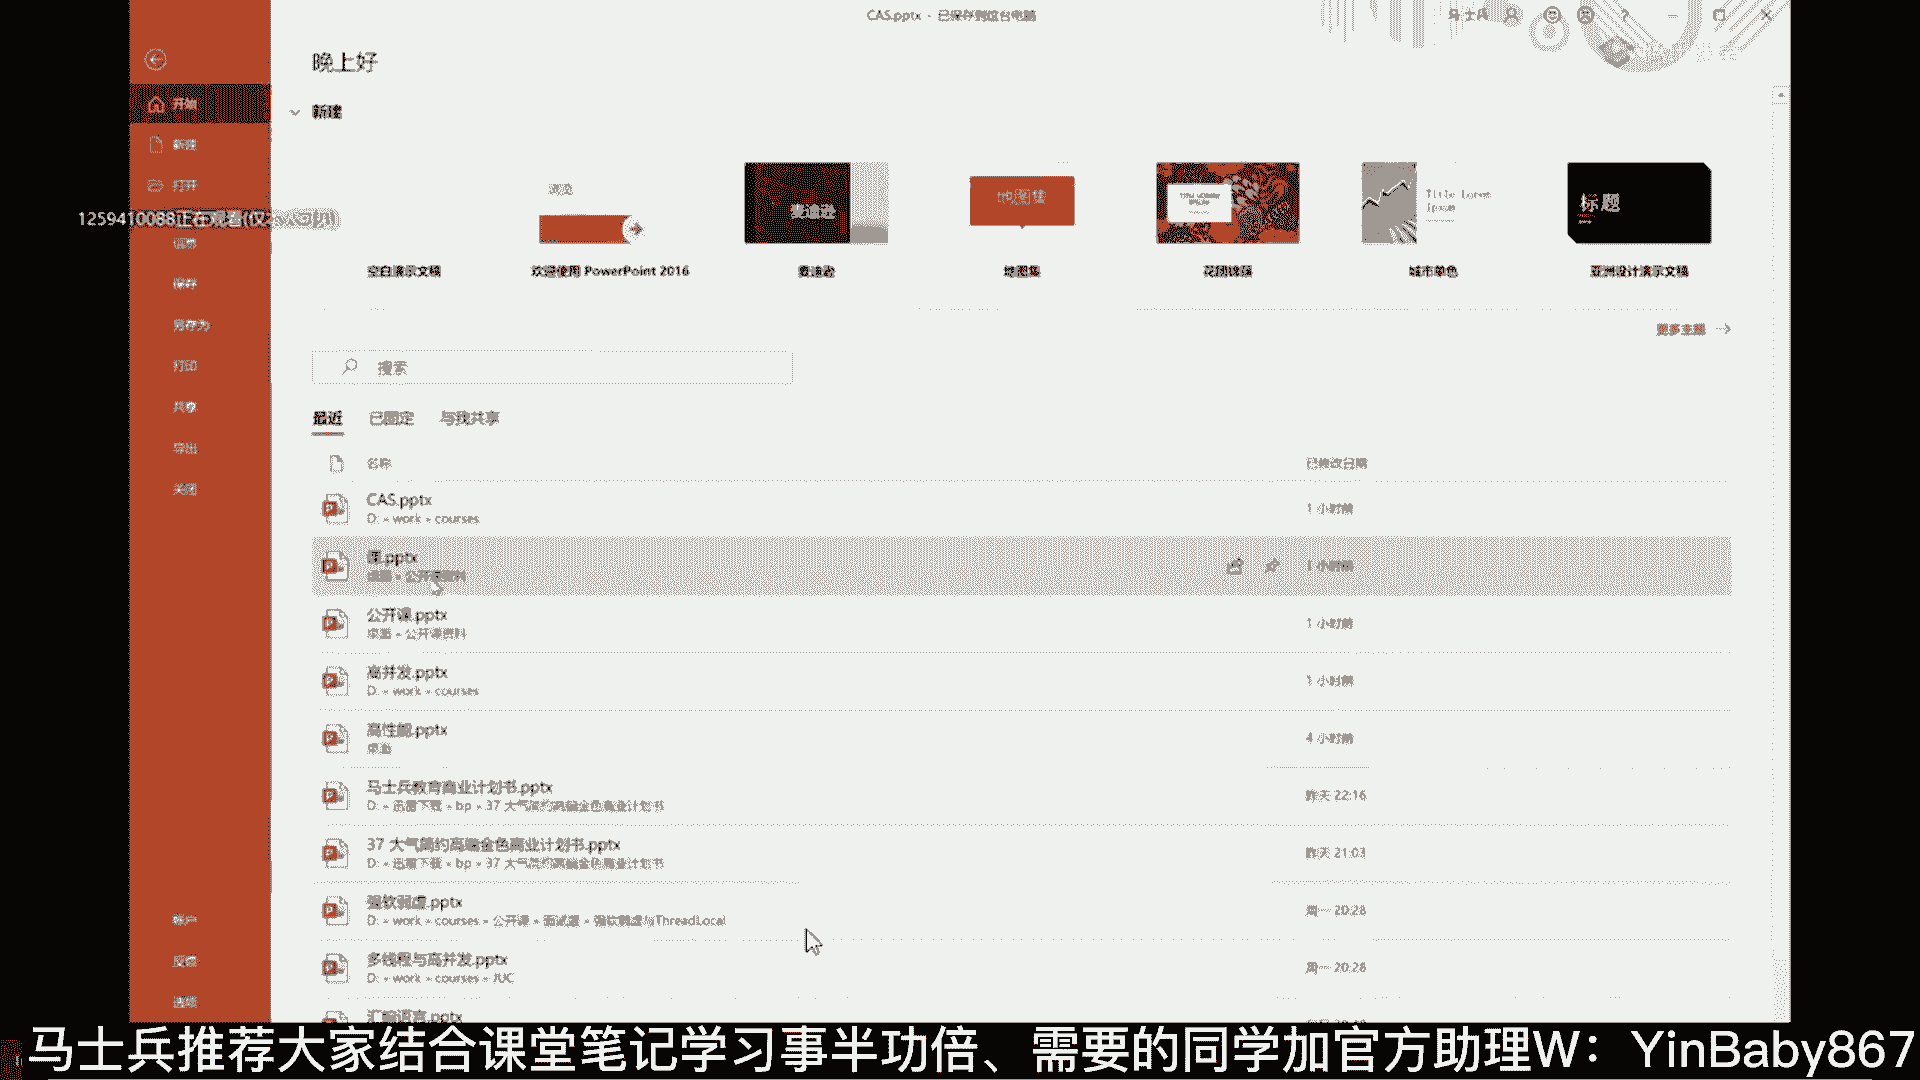 CAS.pptx - 已保存到这台电脑
马士兵
晚上好
开始
新建
新建
打开
1259410088正在观看(仅
信息
保存
另存为
打印
共享
导出
关闭
浏览
麦迪逊
地图集
Title Lorem
Ipsum
标题
空白演示文稿
欢迎使用 PowerPoint 2016
麦迪逊
地图集
花团锦簇
城市单色
亚洲设计演示文稿
更多主题
搜索
最近 已固定 与我共享
名称 已修改日期
CAS.pptx
D: » work » courses
1 小时前
课.pptx
桌面 » 公开课资料
1 小时前
公开课.pptx
桌面 » 公开课资料
1 小时前
高并发.pptx
D: » work » courses
1 小时前
高性能.pptx
桌面
4 小时前
马士兵教育商业计划书.pptx
D: » 迅雷下载 » bp » 37 大气简约高端金色商业计划书
昨天 22:16
37 大气简约高端金色商业计划书.pptx
D: » 迅雷下载 » bp » 37 大气简约高端金色商业计划书
昨天 21:03
强软弱虚.pptx
D: » work » courses » 公开课 » 面试题 » 强软弱虚与ThreadLocal
周一 20:28
多线程与高并发.pptx
D: » work » courses » JUC
周一 20:28
汇编语言.pptx
帐户
反馈
选项
马士兵推荐大家结合课堂笔记学习事半功倍、需要的同学加官方助理W：YinBaby867